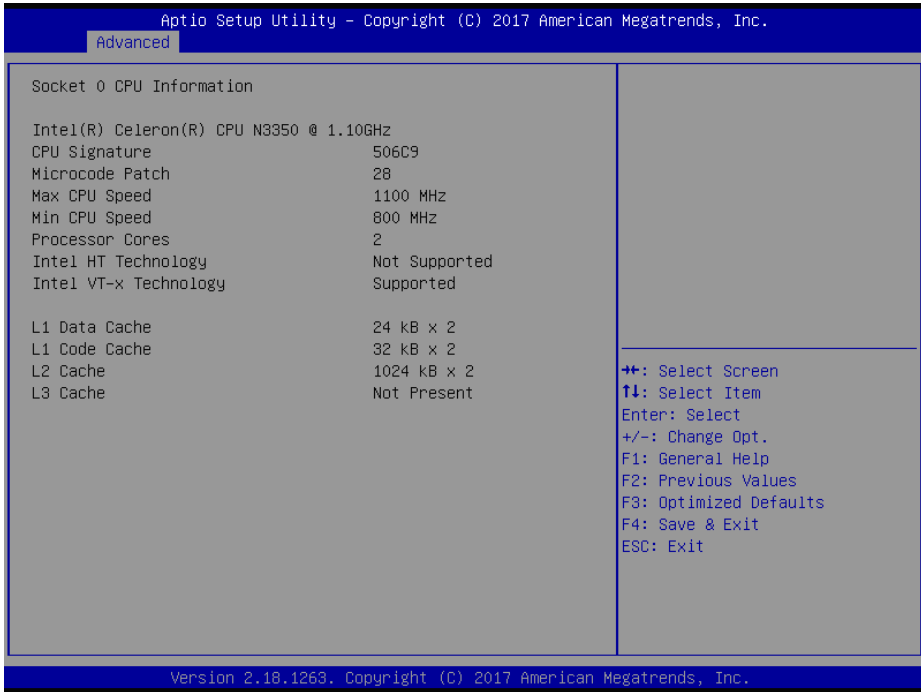 Aptio Setup Utility – Copyright (C) 2017 American Megatrends, Inc.
Advanced
Socket 0 CPU Information
Intel(R) Celeron(R) CPU N3350 @ 1.10GHz
CPU Signature 506C9
Microcode Patch 28
Max CPU Speed 1100 MHz
Min CPU Speed 800 MHz
Processor Cores 2
Intel HT Technology Not Supported
Intel VT-x Technology Supported
L1 Data Cache 24 kB x 2
L1 Code Cache 32 kB x 2
L2 Cache 1024 kB x 2
L3 Cache Not Present
→←: Select Screen
↑↓: Select Item
Enter: Select
+/-: Change Opt.
F1: General Help
F2: Previous Values
F3: Optimized Defaults
F4: Save & Exit
ESC: Exit
Version 2.18.1263. Copyright (C) 2017 American Megatrends, Inc.